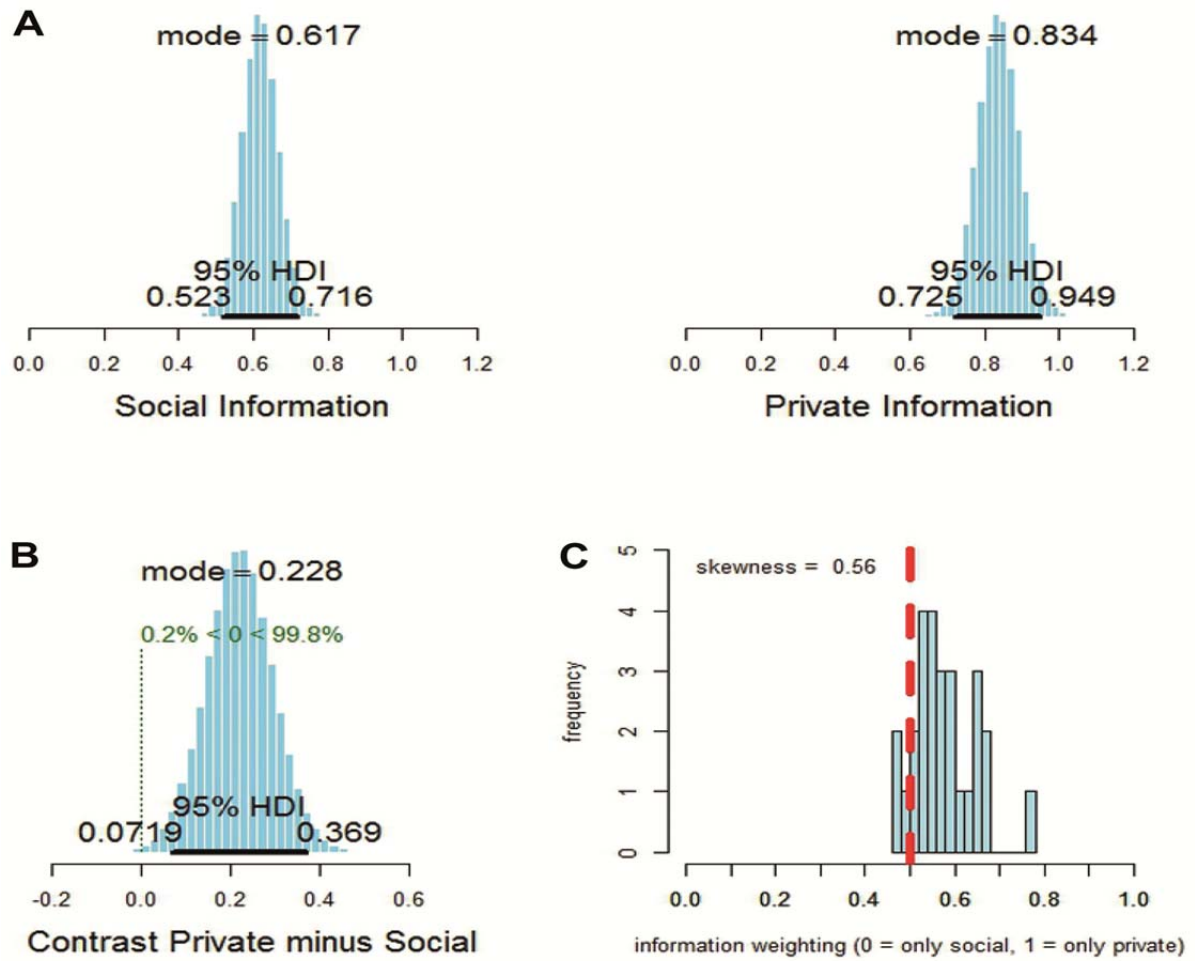 A
mode = 0.617
95% HDI
0.523 0.716
0.0 0.2 0.4 0.6 0.8 1.0 1.2
Social Information
mode = 0.834
95% HDI
0.725 0.949
0.0 0.2 0.4 0.6 0.8 1.0 1.2
Private Information
B
mode = 0.228
0.2% < 0 < 99.8%
95% HDI
0.0719 0.369
-0.2 0.0 0.2 0.4 0.6
Contrast Private minus Social
C
skewness = 0.56
frequency
5
4
3
2
1
0
0.0 0.2 0.4 0.6 0.8 1.0
information weighting (0 = only social, 1 = only private)